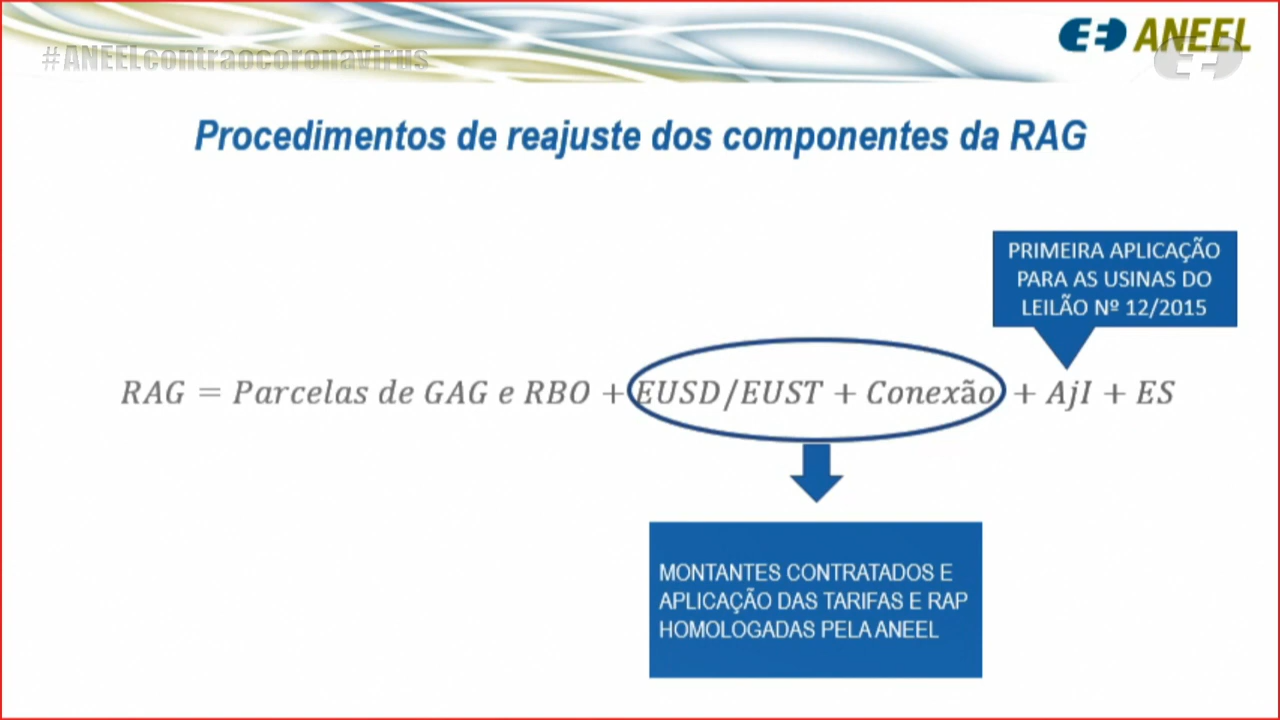 #ANEELcontraocoronavirus
ANEEL
Procedimentos de reajuste dos componentes da RAG
PRIMEIRA APLICAÇÃO
PARA AS USINAS DO
LEILÃO Nº 12/2015
RAG = Parcelas de GAG e RBO + EUSD/EUST + Conexão + AjI + ES
MONTANTES CONTRATADOS E
APLICAÇÃO DAS TARIFAS E RAP
HOMOLOGADAS PELA ANEEL